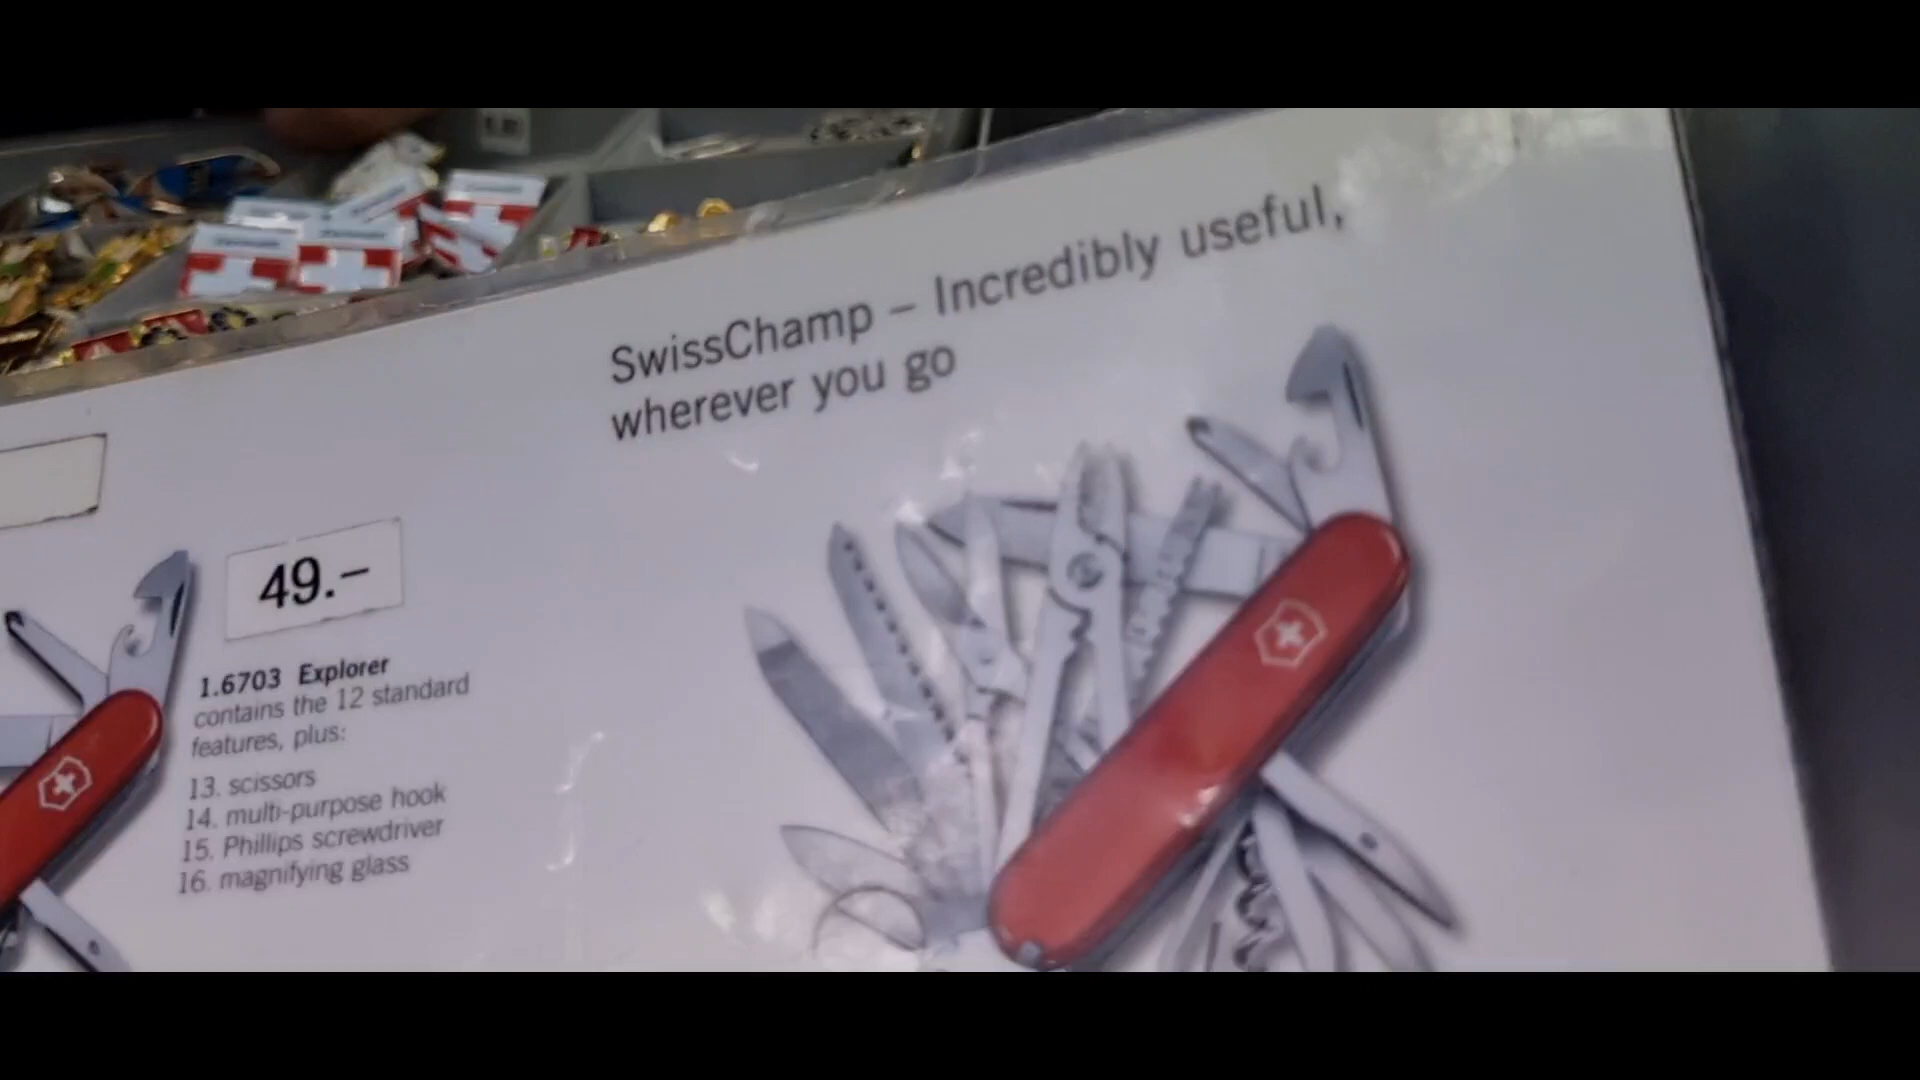 SwissChamp – Incredibly useful,
wherever you go
49.–
1.6703 Explorer
contains the 12 standard
features, plus:
13. scissors
14. multi-purpose hook
15. Phillips screwdriver
16. magnifying glass